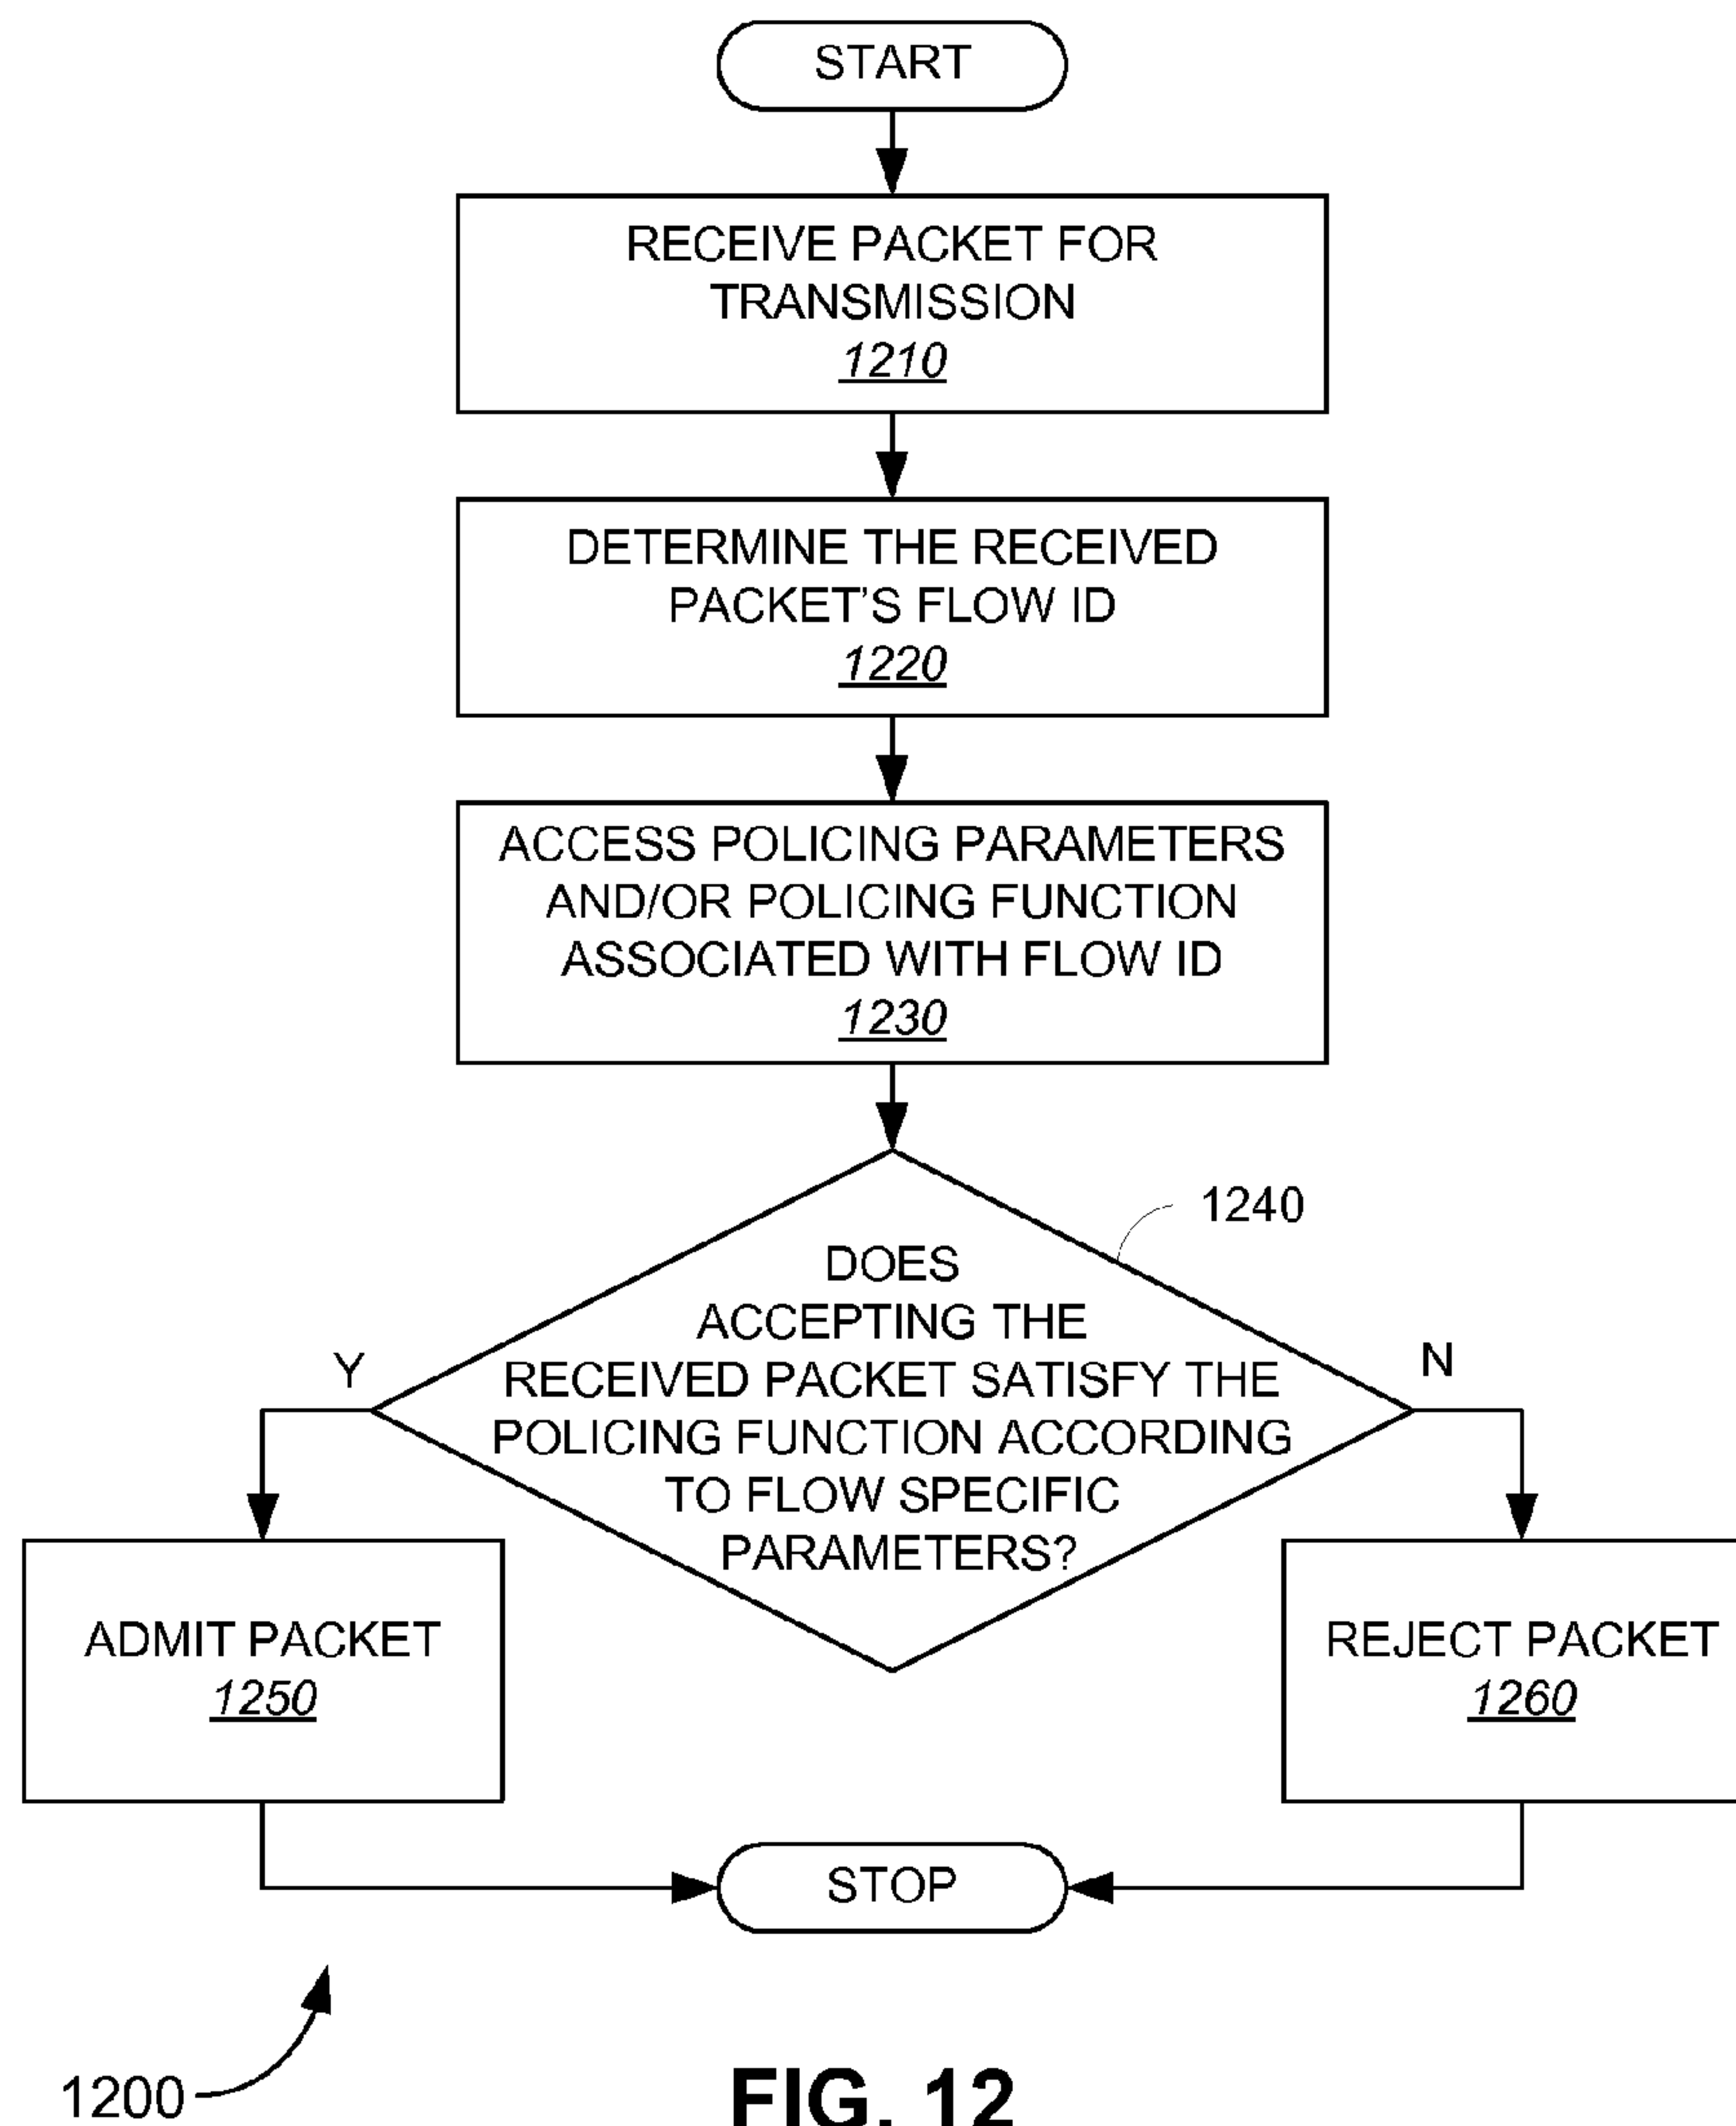 START
RECEIVE PACKET FOR
TRANSMISSION
1210
DETERMINE THE RECEIVED
PACKET'S FLOW ID
1220
ACCESS POLICING PARAMETERS
AND/OR POLICING FUNCTION
ASSOCIATED WITH FLOW ID
1230
1240
DOES
ACCEPTING THE
RECEIVED PACKET SATISFY THE
POLICING FUNCTION ACCORDING
TO FLOW SPECIFIC
PARAMETERS?
Y
N
ADMIT PACKET
1250
REJECT PACKET
1260
STOP
1200
FIG. 12